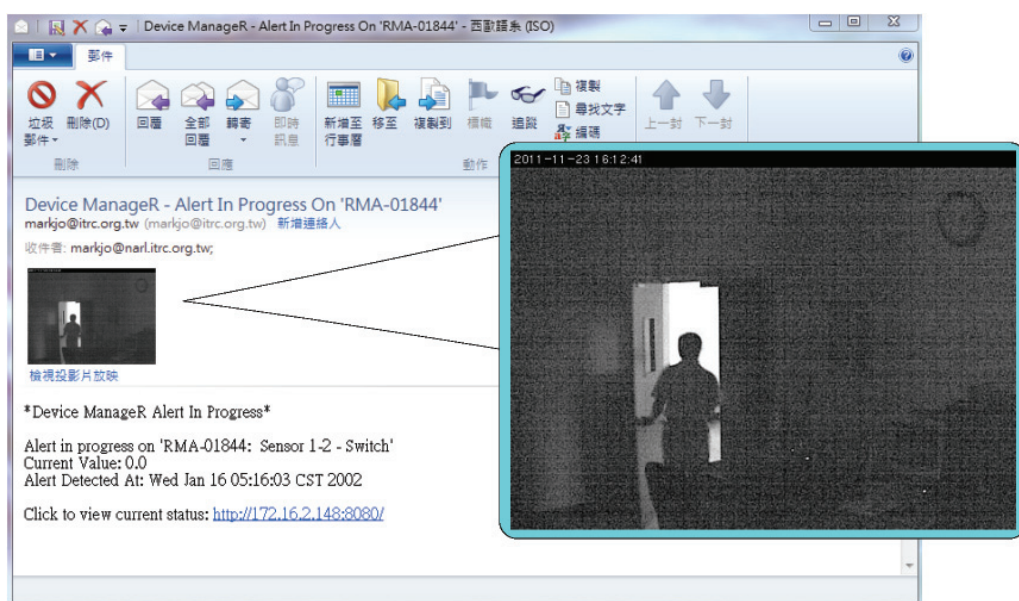 Device ManageR - Alert In Progress On 'RMA-01844' - 西歐語系 (ISO)
郵件
垃圾郵件
刪除(D)
回覆
全部回覆
轉寄
即時訊息
新增至行事曆
移至
複製到
標幟
追蹤
複製
尋找文字
編碼
上一封
下一封
刪除
回應
動作
2011-11-23 16:12:41
Device ManageR - Alert In Progress On 'RMA-01844'
markjo@itrc.org.tw (markjo@itrc.org.tw) 新增連絡人
收件者: markjo@narl.itrc.org.tw;
檢視投影片放映
*Device ManageR Alert In Progress*
Alert in progress on 'RMA-01844: Sensor 1-2 - Switch'
Current Value: 0.0
Alert Detected At: Wed Jan 16 05:16:03 CST 2002
Click to view current status: http://172.16.2.148:8080/